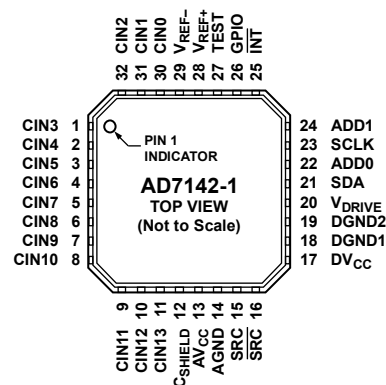 32 CIN2
31 CIN1
30 CIN0
29 VREF–
28 VREF+
27 TEST
26 GPIO
25 INT
CIN3 1
CIN4 2
CIN5 3
CIN6 4
CIN7 5
CIN8 6
CIN9 7
CIN10 8
PIN 1
INDICATOR
AD7142-1
TOP VIEW
(Not to Scale)
24 ADD1
23 SCLK
22 ADD0
21 SDA
20 VDRIVE
19 DGND2
18 DGND1
17 DVCC
CIN11 9
CIN12 10
CIN13 11
CSHIELD 12
AVCC 13
AGND 14
SRC 15
SRC 16